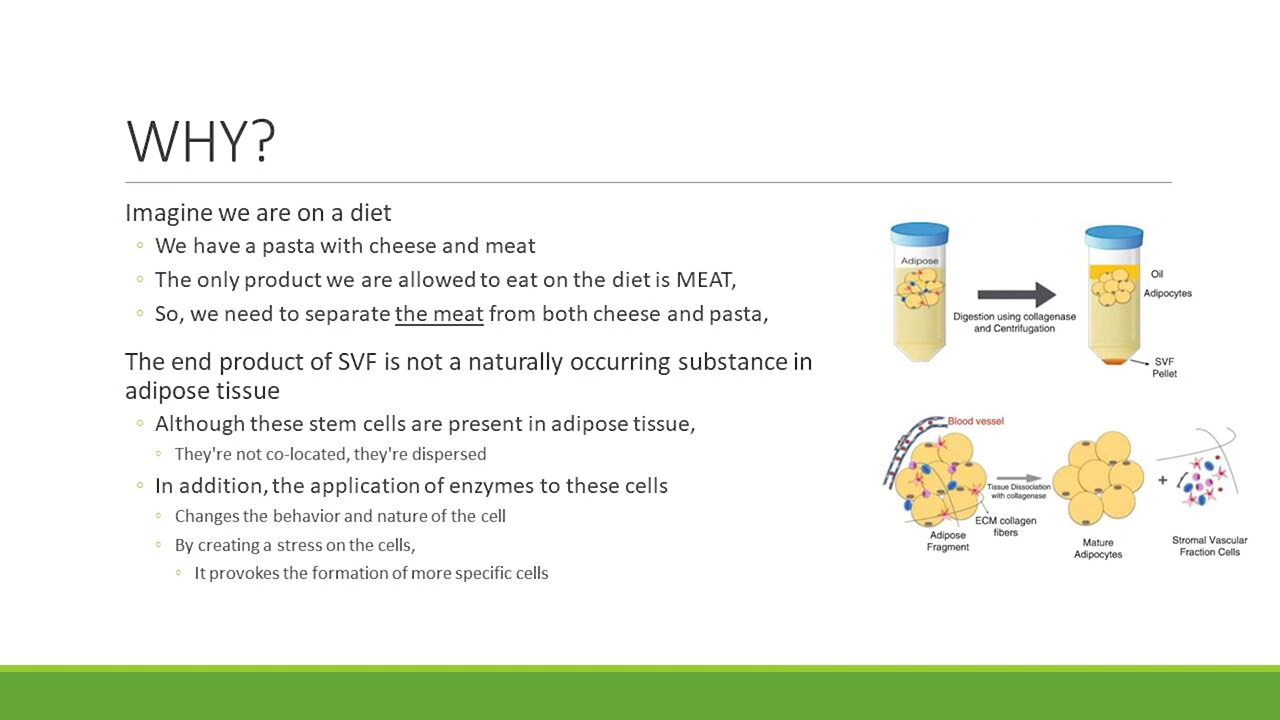 WHY?
Imagine we are on a diet
We have a pasta with cheese and meat
The only product we are allowed to eat on the diet is MEAT,
So, we need to separate the meat from both cheese and pasta,
The end product of SVF is not a naturally occurring substance in
adipose tissue
Although these stem cells are present in adipose tissue,
They're not co-located, they're dispersed
In addition, the application of enzymes to these cells
Changes the behavior and nature of the cell
By creating a stress on the cells,
It provokes the formation of more specific cells
Adipose
Digestion using collagenase
and Centrifugation
Oil
Adipocytes
SVF
Pellet
Blood vessel
Tissue Dissociation
with collagenase
ECM collagen
fibers
Adipose
Fragment
Mature
Adipocytes
+
Stromal Vascular
Fraction Cells